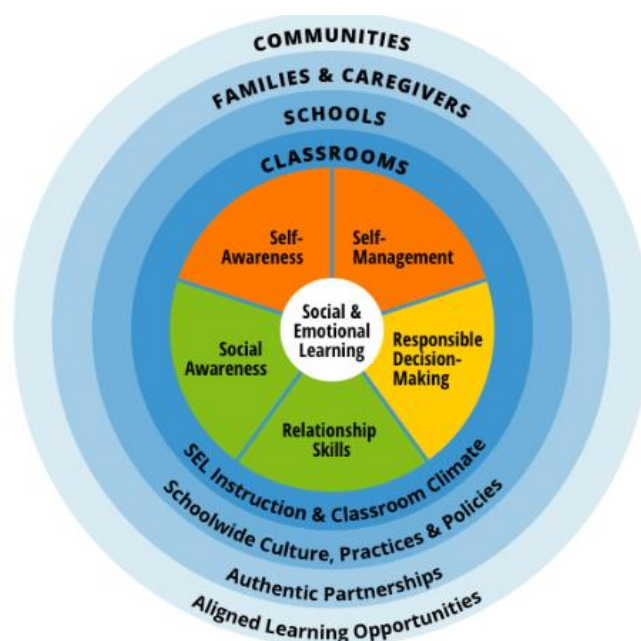 COMMUNITIES
FAMILIES & CAREGIVERS
SCHOOLS
CLASSROOMS
Self-
Awareness
Self-
Management
Social &
Emotional
Learning
Social
Awareness
Responsible
Decision-
Making
Relationship
Skills
SEL Instruction & Classroom Climate
Schoolwide Culture, Practices & Policies
Authentic Partnerships
Aligned Learning Opportunities